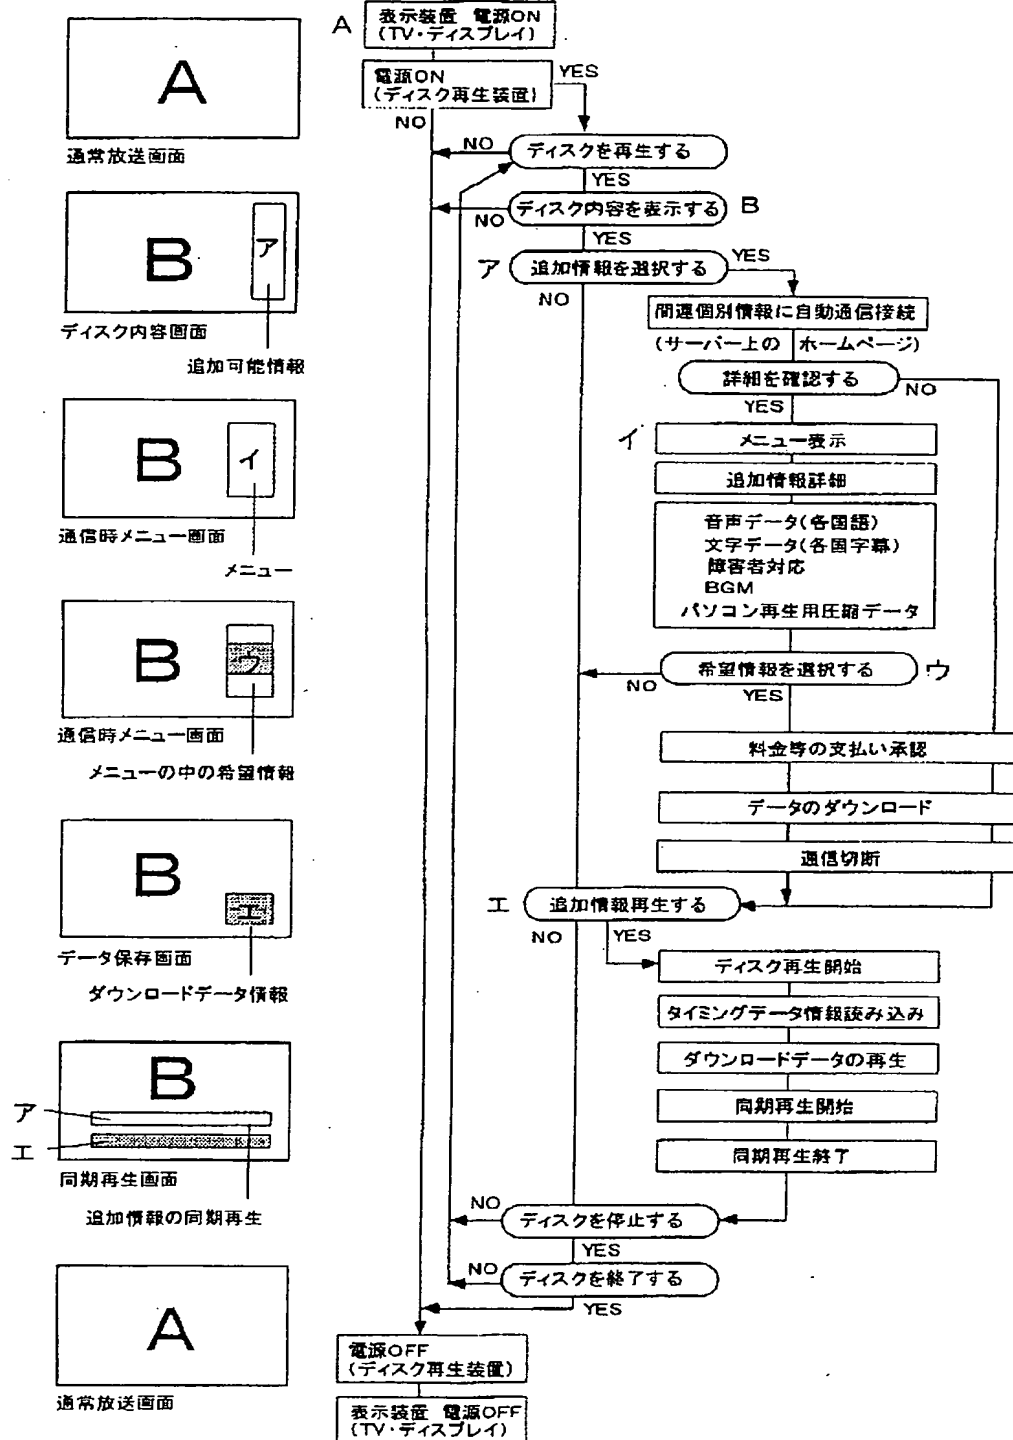 A
通常放送画面
B
ア
ディスク内容画面
追加可能情報
B
イ
通信時メニュー画面
メニュー
B
ウ
通信時メニュー画面
メニューの中の希望情報
B
エ
データ保存画面
ダウンロードデータ情報
B
ア
エ
同期再生画面
追加情報の同期再生
A
通常放送画面
A
表示装置 電源ON
(TV・ディスプレイ)
電源ON
(ディスク再生装置)
YES
NO
ディスクを再生する
NO
YES
ディスク内容を表示する
B
NO
YES
ア
追加情報を選択する
YES
NO
関連個別情報に自動通信接続
(サーバー上の ホームページ)
詳細を確認する
NO
YES
イ
メニュー表示
追加情報詳細
音声データ(各国語)
文字データ(各国字幕)
障害者対応
BGM
パソコン再生用圧縮データ
希望情報を選択する
ウ
NO
YES
料金等の支払い承認
データのダウンロード
通信切断
エ
追加情報再生する
NO
YES
ディスク再生開始
タイミングデータ情報読み込み
ダウンロードデータの再生
同期再生開始
同期再生終了
NO
ディスクを停止する
YES
NO
ディスクを終了する
YES
電源OFF
(ディスク再生装置)
表示装置 電源OFF
(TV・ディスプレイ)